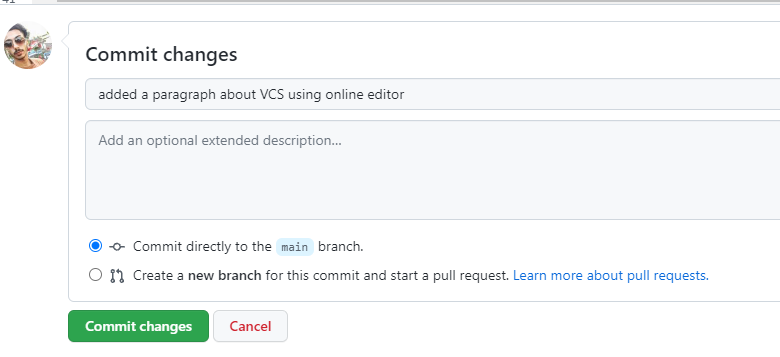 41
Commit changes
added a paragraph about VCS using online editor
Add an optional extended description...
Commit directly to the main branch.
Create a new branch for this commit and start a pull request. Learn more about pull requests.
Commit changes
Cancel